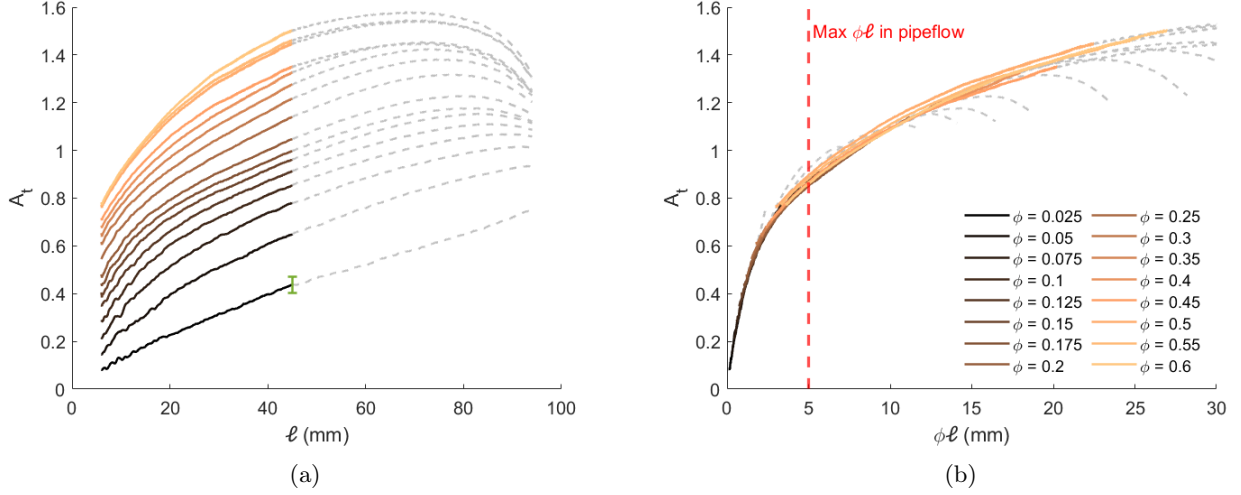 1.6
1.4
1.2
1
0.8
0.6
0.4
0.2
0
A_t
0 20 40 60 80 100
ℓ (mm)
(a)
1.6
1.4
1.2
1
0.8
0.6
0.4
0.2
0
A_t
Max ϕℓ in pipeflow
ϕ = 0.025 ϕ = 0.25
ϕ = 0.05 ϕ = 0.3
ϕ = 0.075 ϕ = 0.35
ϕ = 0.1 ϕ = 0.4
ϕ = 0.125 ϕ = 0.45
ϕ = 0.15 ϕ = 0.5
ϕ = 0.175 ϕ = 0.55
ϕ = 0.2 ϕ = 0.6
0 5 10 15 20 25 30
ϕℓ (mm)
(b)